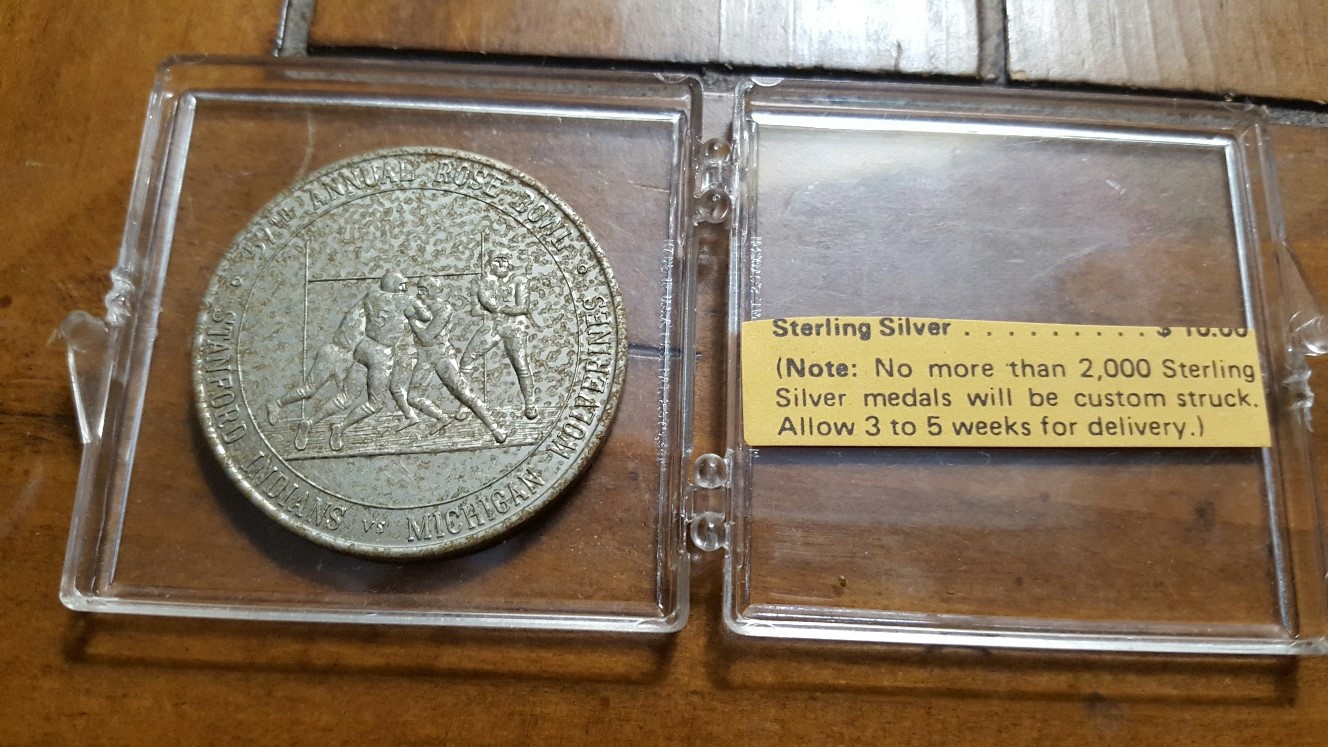 ANNUAL ROSE BOWL
STANFORD INDIANS vs MICHIGAN WOLVERINES
Sterling Silver . . . . . . . . . . $
(Note: No more than 2,000 Sterling
Silver medals will be custom struck.
Allow 3 to 5 weeks for delivery.)